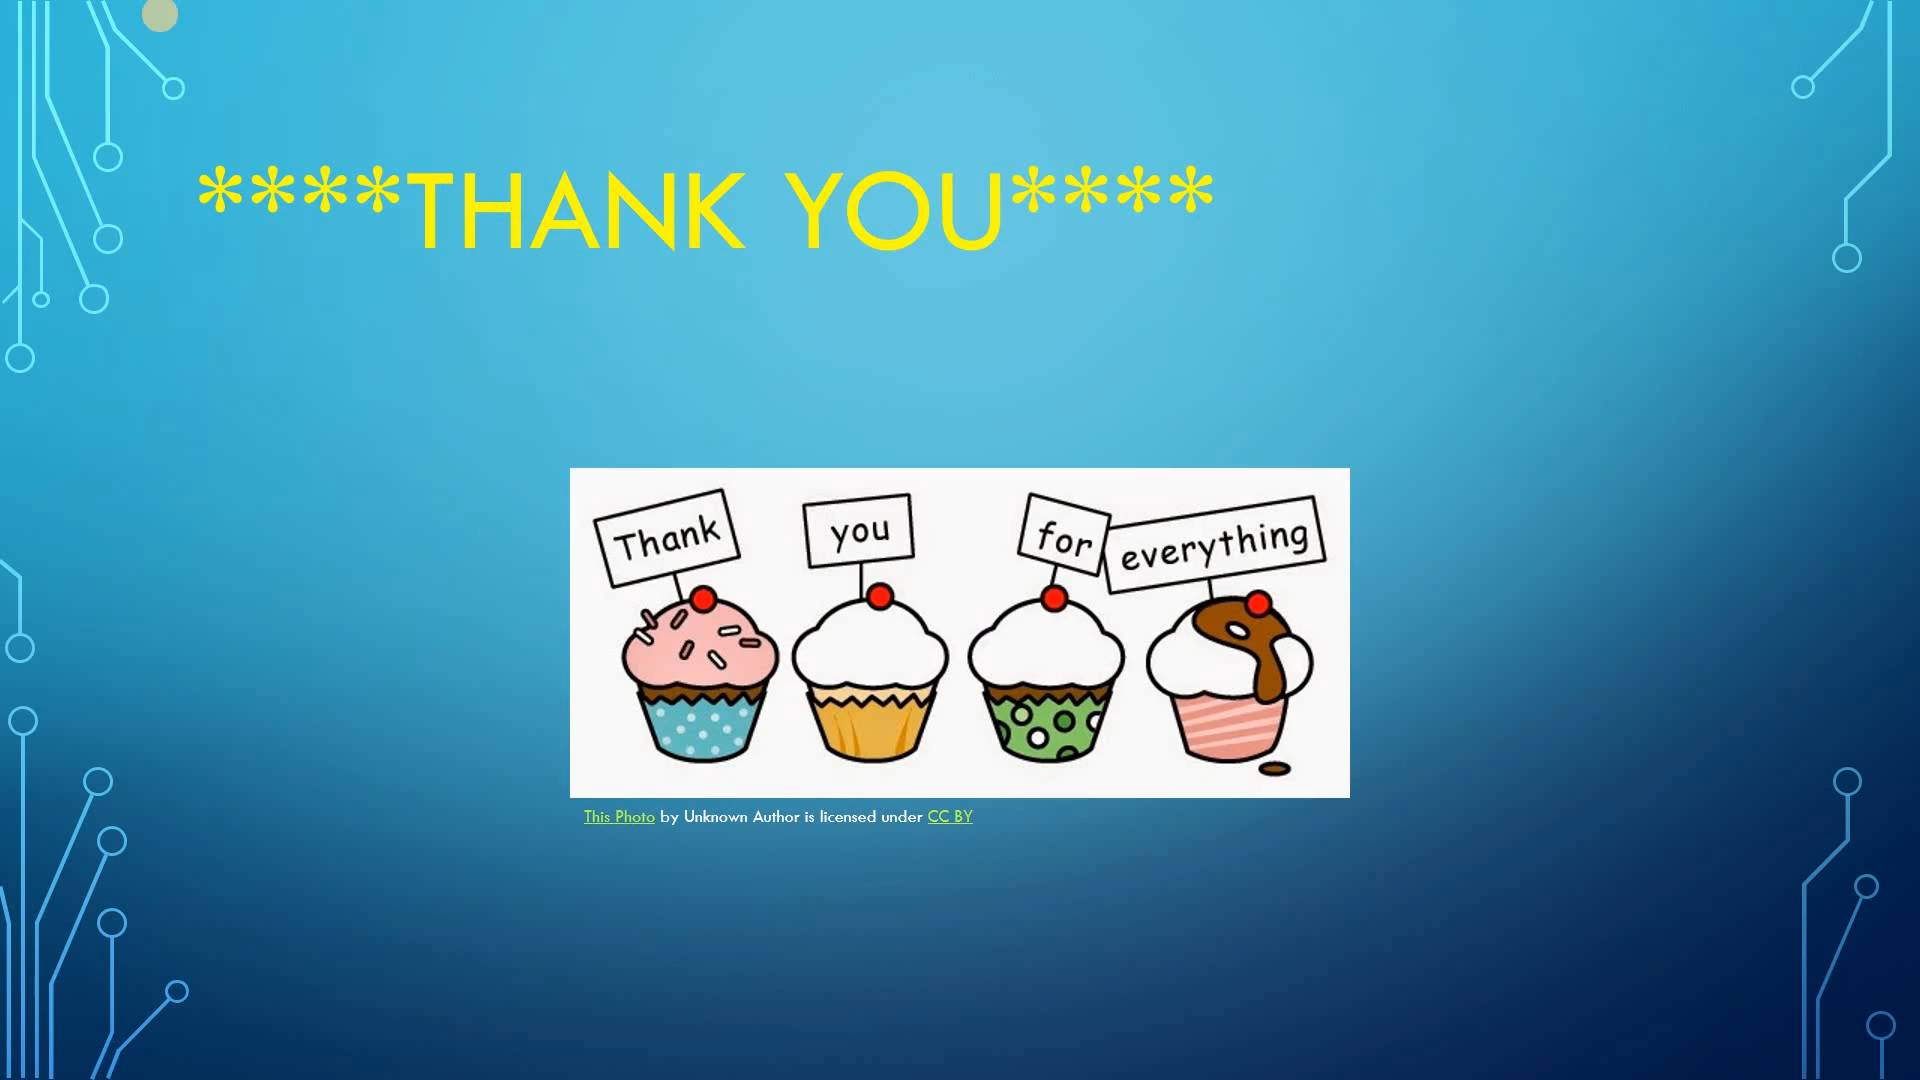 ****THANK YOU****
Thank you for everything
This Photo by Unknown Author is licensed under CC BY